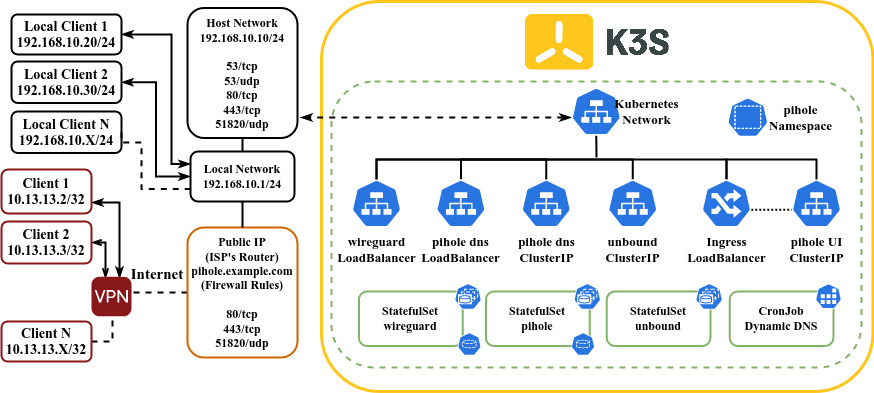 Local Client 1
192.168.10.20/24
Local Client 2
192.168.10.30/24
Local Client N
192.168.10.X/24
Client 1
10.13.13.2/32
Client 2
10.13.13.3/32
VPN
Client N
10.13.13.X/32
Internet
Host Network
192.168.10.10/24
53/tcp
53/udp
80/tcp
443/tcp
51820/udp
Local Network
192.168.10.1/24
Public IP
(ISP's Router)
pihole.example.com
(Firewall Rules)
80/tcp
443/tcp
51820/udp
K3S
Kubernetes
Network
pihole
Namespace
wireguard
LoadBalancer
pihole dns
LoadBalancer
pihole dns
ClusterIP
unbound
ClusterIP
Ingress
LoadBalancer
pihole UI
ClusterIP
StatefulSet
wireguard
StatefulSet
pihole
StatefulSet
unbound
CronJob
Dynamic DNS